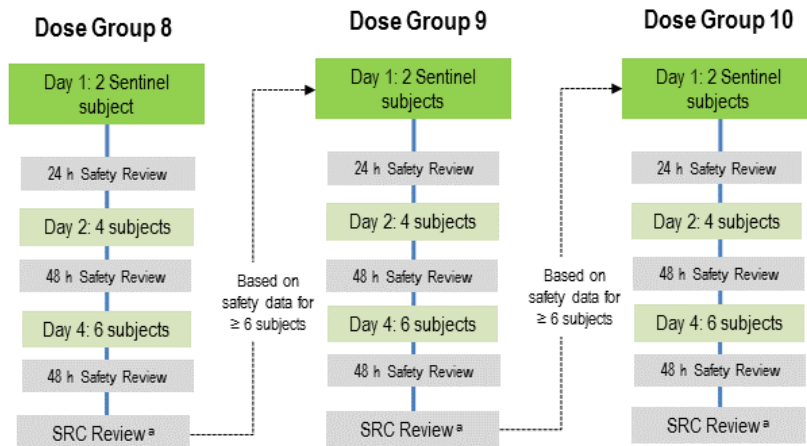 Dose Group 8
Day 1: 2 Sentinel
subject
24 h Safety Review
Day 2: 4 subjects
48 h Safety Review
Day 4: 6 subjects
48 h Safety Review
SRC Review ª
Based on
safety data for
≥ 6 subjects
Dose Group 9
Day 1: 2 Sentinel
subjects
24 h Safety Review
Day 2: 4 subjects
48 h Safety Review
Day 4: 6 subjects
48 h Safety Review
SRC Review ª
Based on
safety data for
≥ 6 subjects
Dose Group 10
Day 1: 2 Sentinel
subjects
24 h Safety Review
Day 2: 4 subjects
48 h Safety Review
Day 4: 6 subjects
48 h Safety Review
SRC Review ª